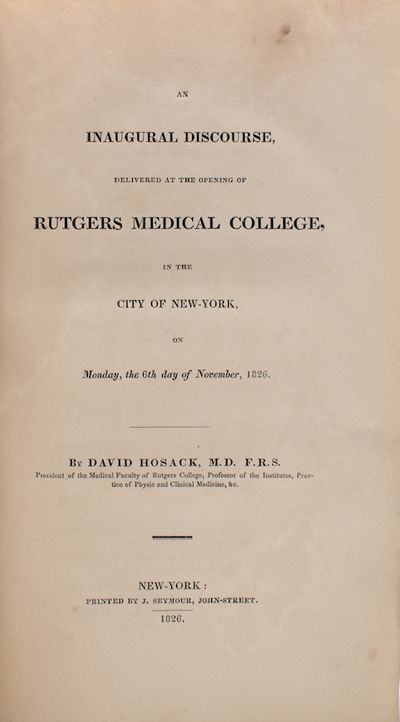 AN
INAUGURAL DISCOURSE,
DELIVERED AT THE OPENING OF
RUTGERS MEDICAL COLLEGE,
IN THE
CITY OF NEW-YORK,
ON
Monday, the 6th day of November, 1826.
By DAVID HOSACK, M.D. F.R.S.
President of the Medical Faculty of Rutgers College, Professor of the Institutes, Prac-
tice of Physic and Clinical Medicine, &c.
NEW-YORK:
PRINTED BY J. SEYMOUR, JOHN-STREET.
1826.